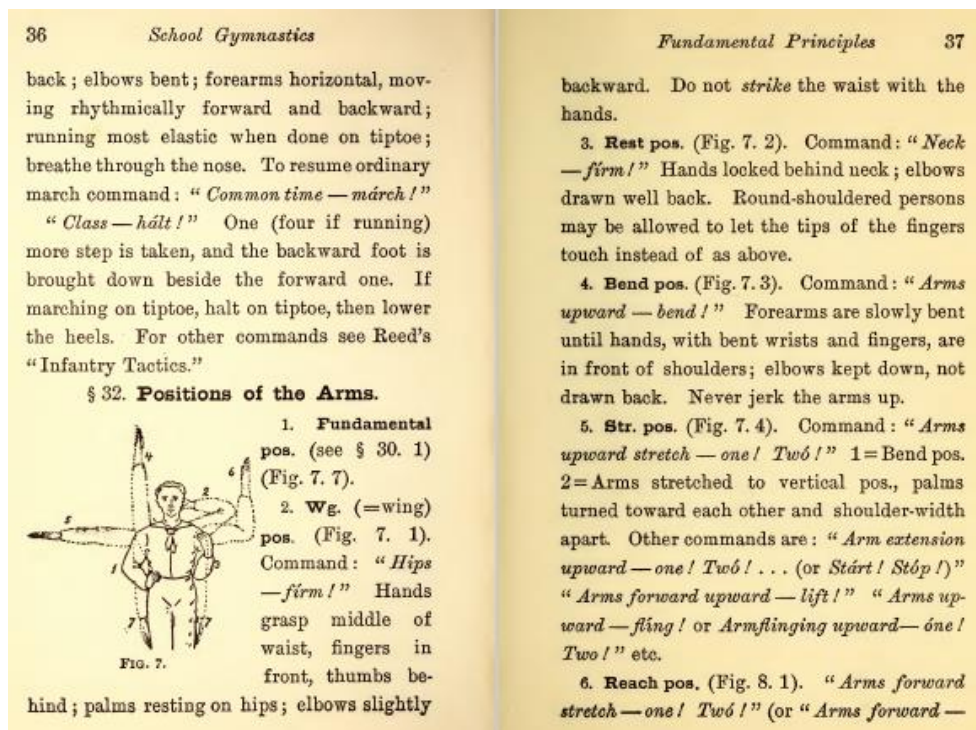 36 School Gymnastics
back ; elbows bent ; forearms horizontal, mov-
ing rhythmically forward and backward ;
running most elastic when done on tiptoe ;
breathe through the nose. To resume ordinary
march command : “ Common time — márch ! ”
“ Class — hált ! ” One (four if running)
more step is taken, and the backward foot is
brought down beside the forward one. If
marching on tiptoe, halt on tiptoe, then lower
the heels. For other commands see Reed’s
“ Infantry Tactics.”
§ 32. Positions of the Arms.
1. Fundamental
pos. (see § 30. 1)
(Fig. 7. 7).
2. Wg. (=wing)
pos. (Fig. 7. 1).
Command : “ Hips
— fírm ! ” Hands
grasp middle of
waist, fingers in
front, thumbs be-
4
6
2
5
1
3
7
7
FIG. 7.
hind ; palms resting on hips ; elbows slightly
Fundamental Principles 37
backward. Do not strike the waist with the
hands.
3. Rest pos. (Fig. 7. 2). Command : “ Neck
— fírm ! ” Hands locked behind neck ; elbows
drawn well back. Round-shouldered persons
may be allowed to let the tips of the fingers
touch instead of as above.
4. Bend pos. (Fig. 7. 3). Command : “ Arms
upward — bend ! ” Forearms are slowly bent
until hands, with bent wrists and fingers, are
in front of shoulders ; elbows kept down, not
drawn back. Never jerk the arms up.
5. Str. pos. (Fig. 7. 4). Command : “ Arms
upward stretch — one ! Twó ! ” 1 = Bend pos.
2 = Arms stretched to vertical pos., palms
turned toward each other and shoulder-width
apart. Other commands are : “ Arm extension
upward — one ! Twó ! . . . (or Stárt ! Stóp !)”
“ Arms forward upward — lift ! ” “ Arms up-
ward — flíng ! or Armflinging upward — óne !
Two ! ” etc.
6. Reach pos. (Fig. 8. 1). “ Arms forward
stretch — one ! Twó ! ” (or “ Arms forward —